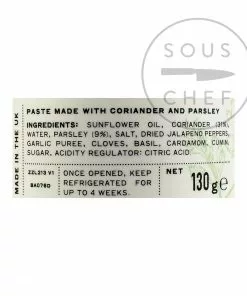 SOUS
CHEF
PASTE MADE WITH CORIANDER AND PARSLEY
INGREDIENTS: SUNFLOWER OIL, CORIANDER (31%),
WATER, PARSLEY (9%), SALT, DRIED JALAPENO PEPPERS,
GARLIC PUREE, CLOVES, BASIL, CARDAMOM, CUMIN,
SUGAR. ACIDITY REGULATOR: CITRIC ACID.
MADE IN THE UK
ZZL213 V1
ONCE OPENED, KEEP
REFRIGERATED FOR
UP TO 4 WEEKS.
NET
130g e